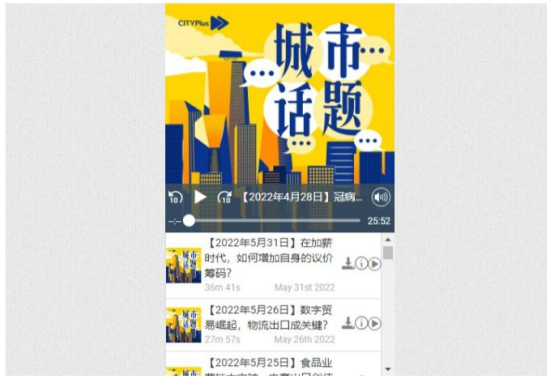 CITYPlus
城市
话题
10
10
【2022年4月28日】冠病...
--:--
25:52
【2022年5月31日】在加薪
时代，如何增加自身的议价
筹码？
36m 41s
May 31st 2022
【2022年5月26日】数字贸
易崛起，物流出口成关键？
27m 57s
May 26th 2022
【2022年5月25日】食品业